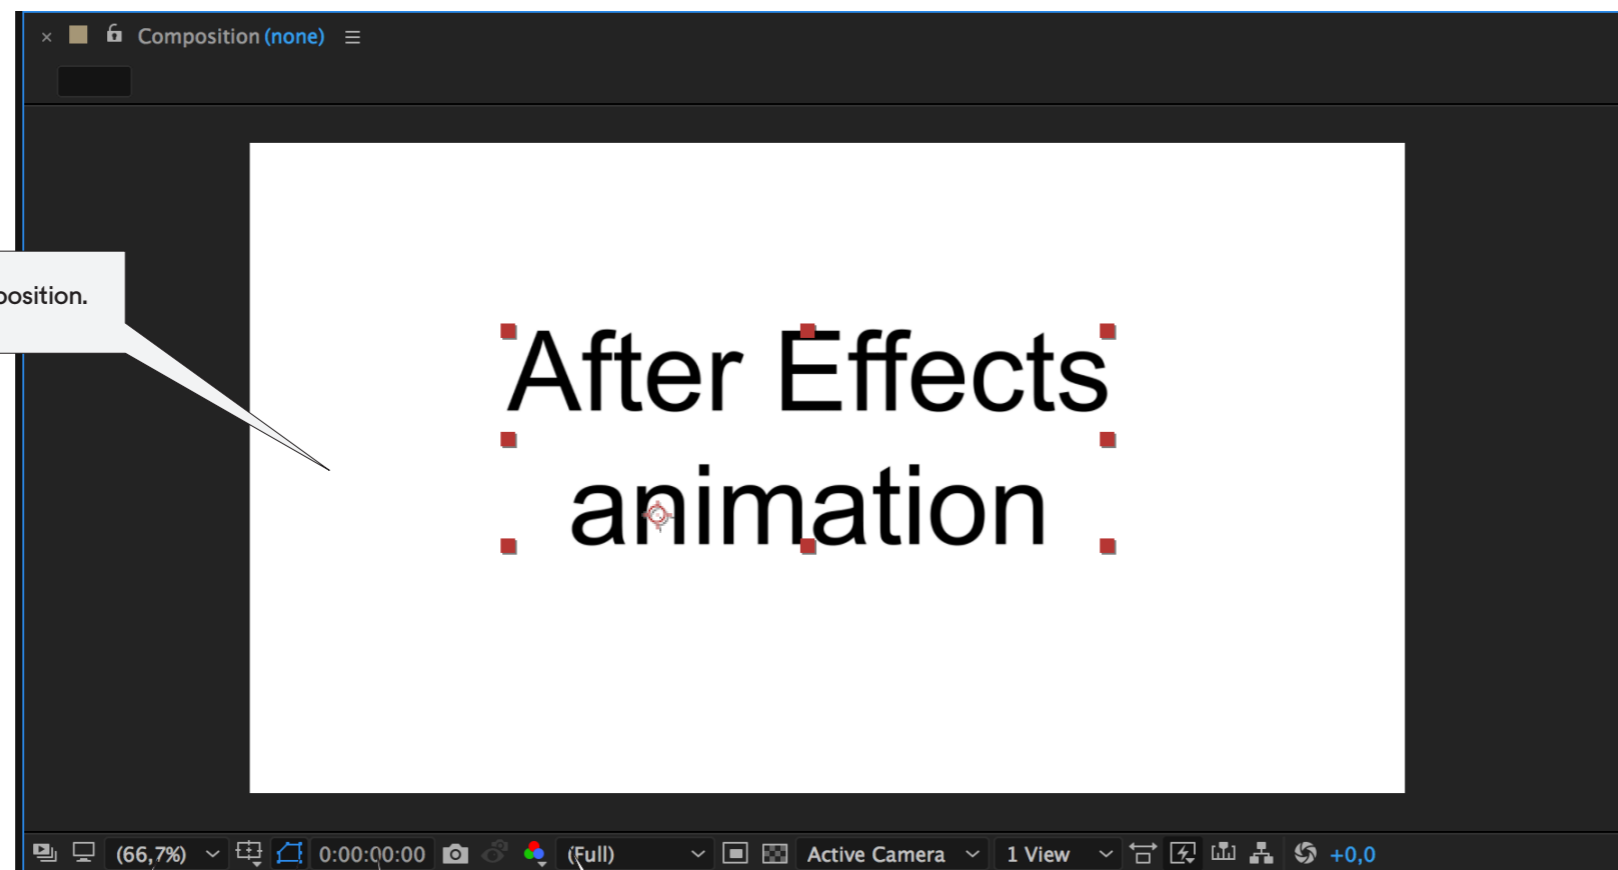 Composition (none)
position.
After Effects
animation
(66,7%) 0:00:00:00 (Full) Active Camera 1 View +0,0